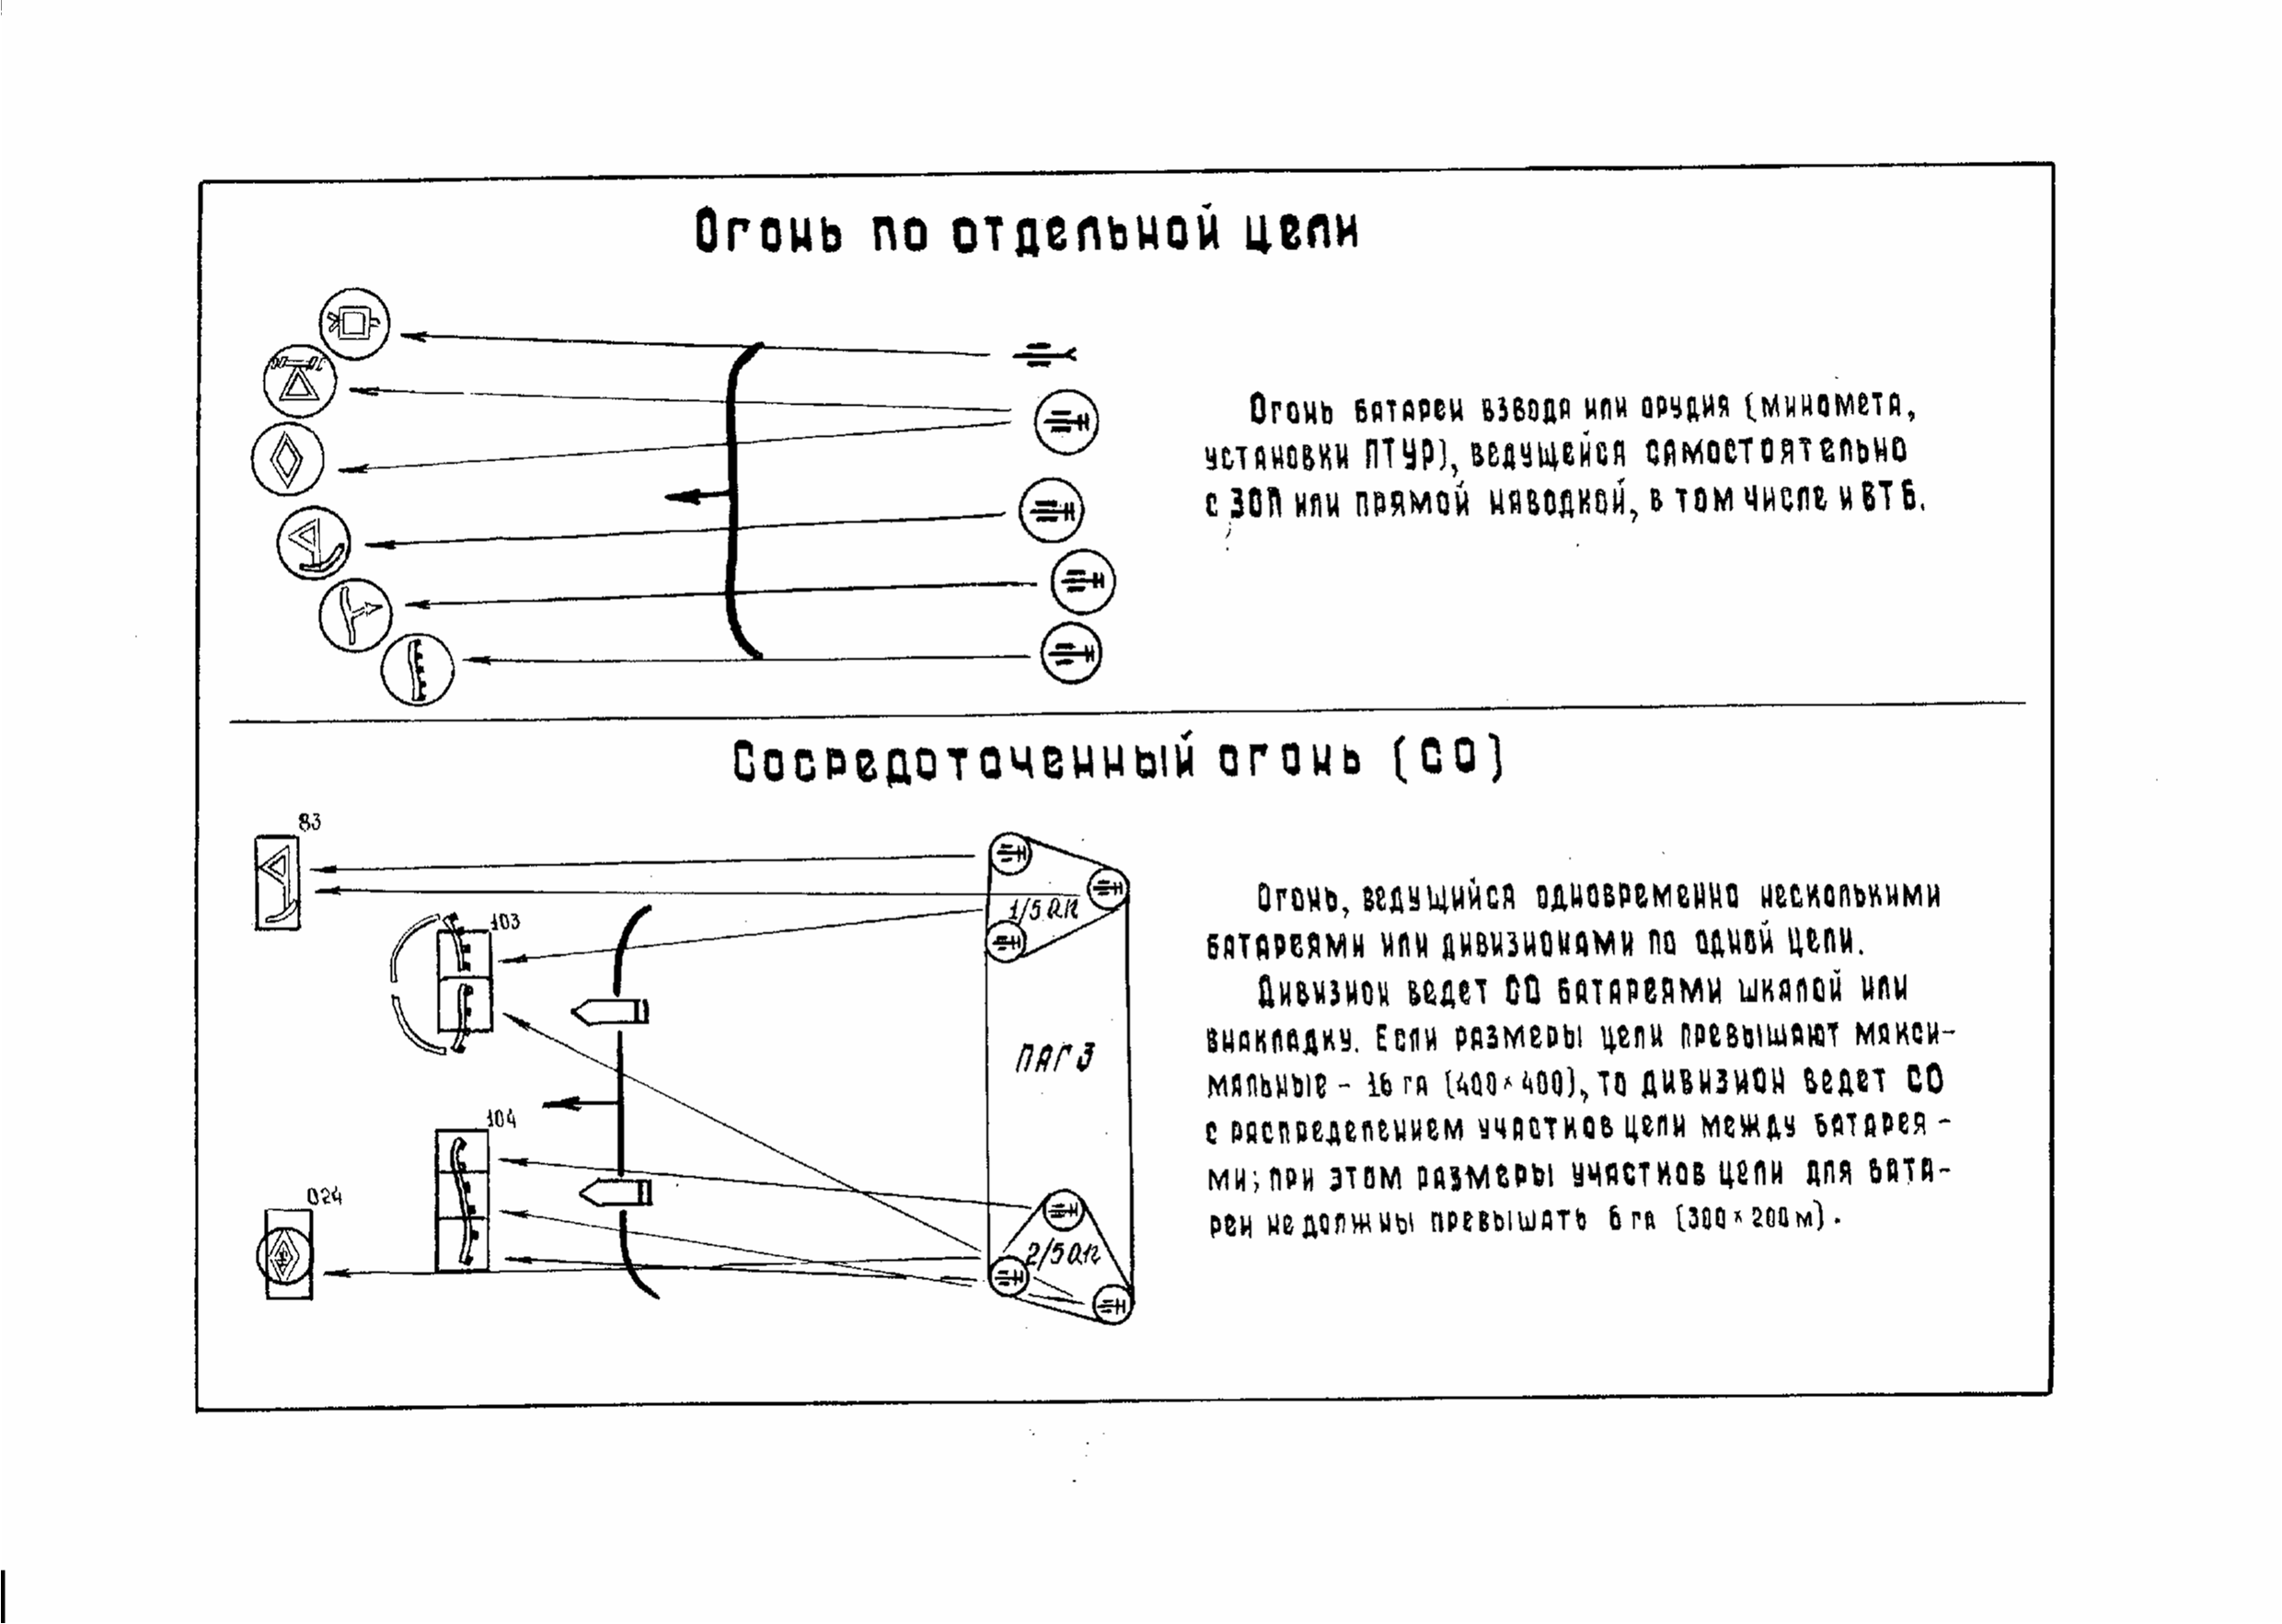 Огонь по отдельной цели
Огонь батареи взвода или орудия (миномета,
установки ПТУР), ведущейся самостоятельно
с ЗОП или прямой наводкой, в том числе и ВТБ.
Сосредоточенный огонь (СО)
83
103
104
024
1/5
ПАГ 3
2/5
Огонь, ведущийся одновременно несколькими
батареями или дивизионами по одной цели.
Дивизион ведет СО батареями шкалой или
внакладку. Если размеры цели превышают макси-
мальные - 16 га (400×400), то дивизион ведет СО
с распределением участков цели между батарея-
ми; при этом размеры участков цели для бата-
реи не должны превышать 6 га (300×200м).